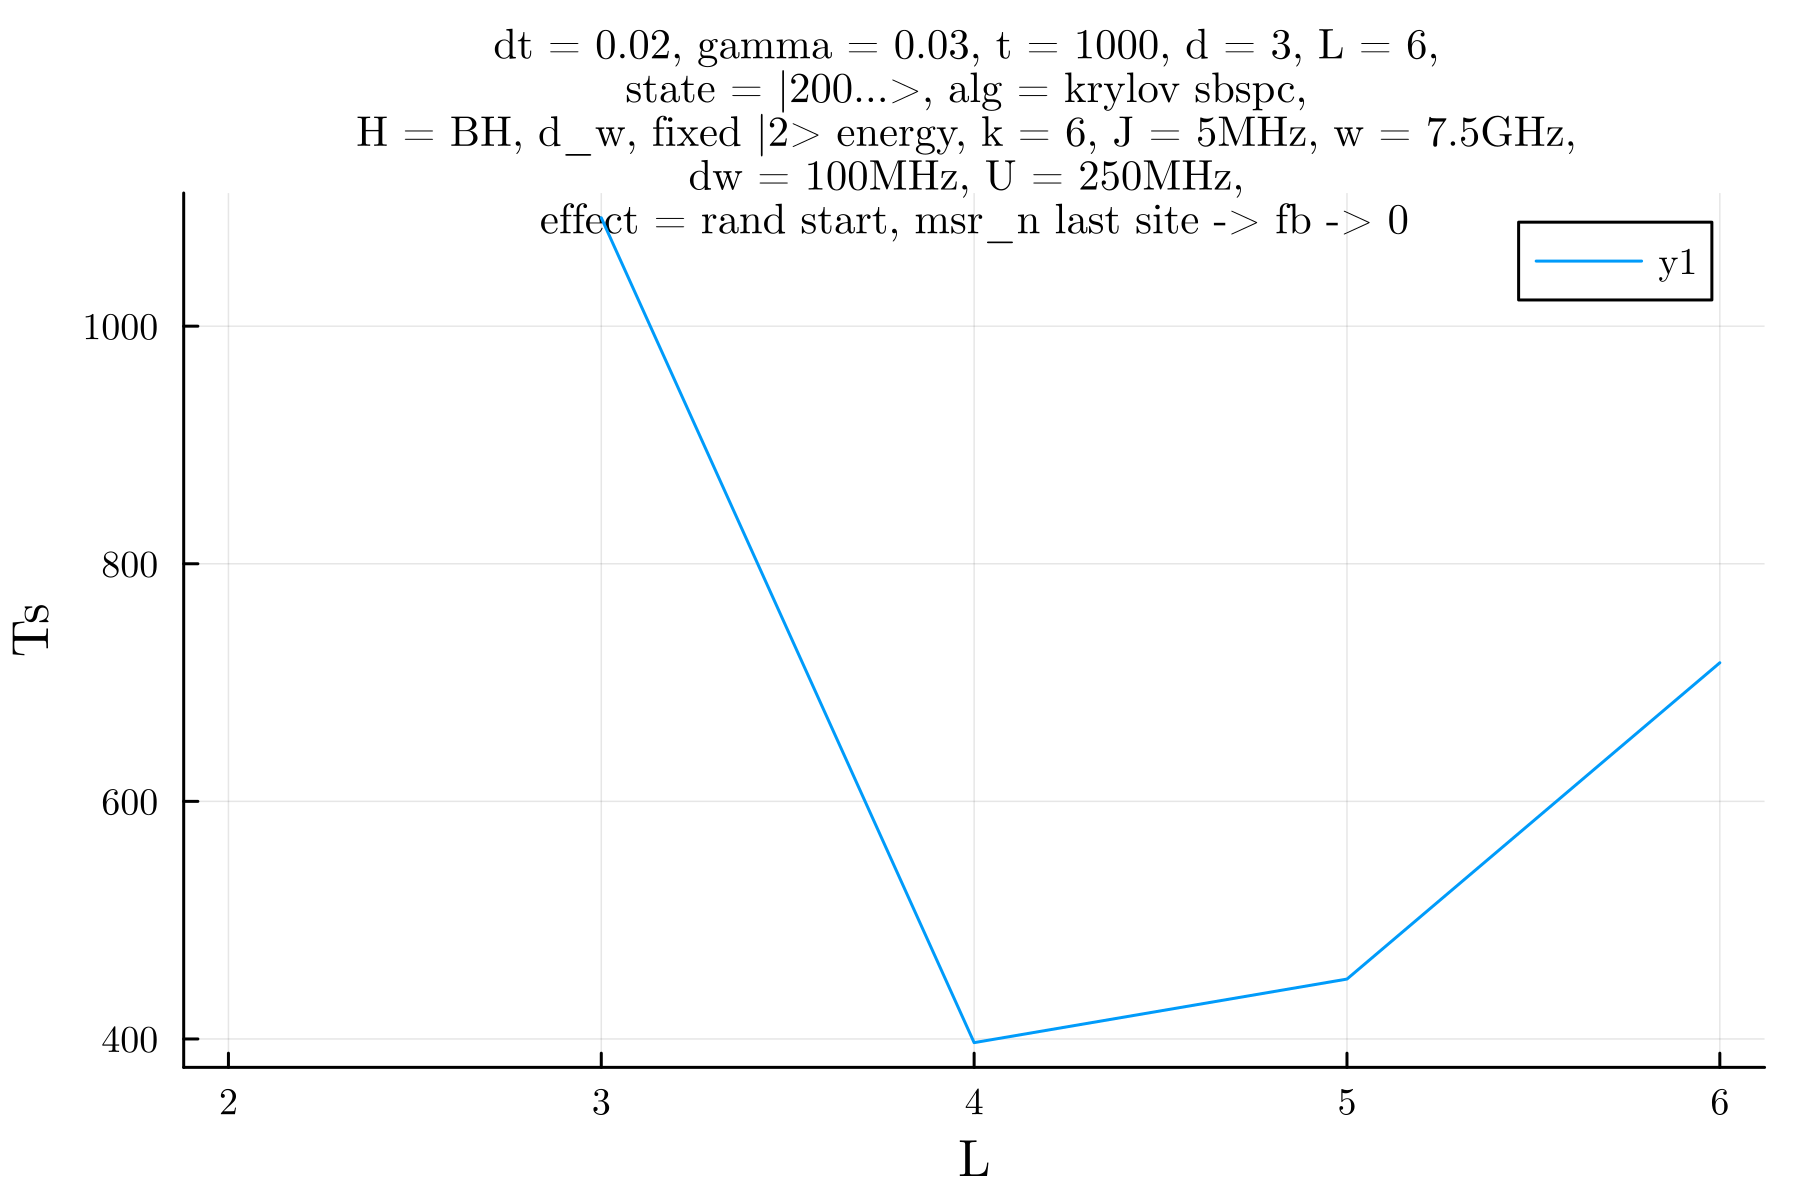 dt = 0.02, gamma = 0.03, t = 1000, d = 3, L = 6,
state = |200...>, alg = krylov sbspc,
H = BH, d_w, fixed |2> energy, k = 6, J = 5MHz, w = 7.5GHz,
dw = 100MHz, U = 250MHz,
effect = rand start, msr_n last site -> fb -> 0
y1
1000
800
600
400
Ts
2 3 4 5 6
L